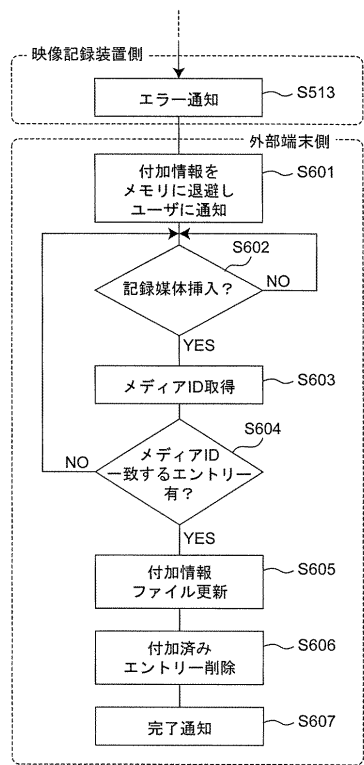 映像記録装置側
エラー通知
S513
外部端末側
付加情報を
メモリに退避し
ユーザに通知
S601
S602
記録媒体挿入？
NO
YES
メディアID取得
S603
S604
メディアID
一致するエントリー
有？
NO
YES
付加情報
ファイル更新
S605
付加済み
エントリー削除
S606
完了通知
S607